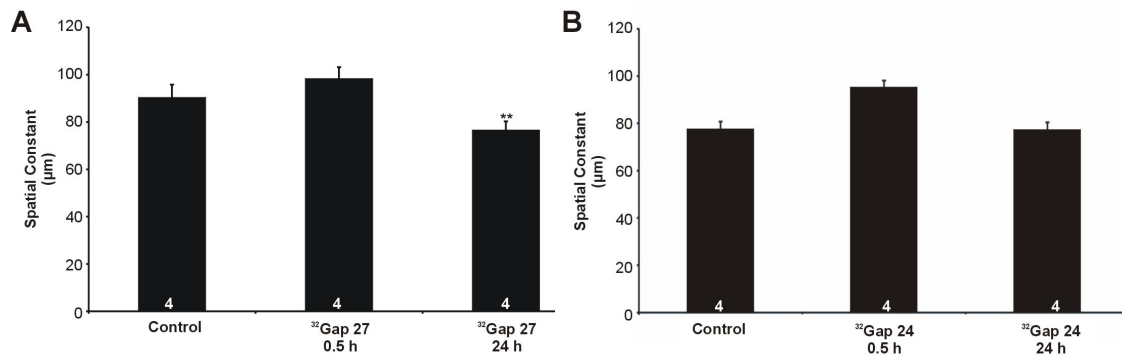 A
Spatial Constant
(µm)
120
100
80
60
40
20
0
**
4
4
4
Control
³²Gap 27
0.5 h
³²Gap 27
24 h
B
Spatial Constant
(µm)
120
100
80
60
40
20
0
4
4
4
Control
³²Gap 24
0.5 h
³²Gap 24
24 h